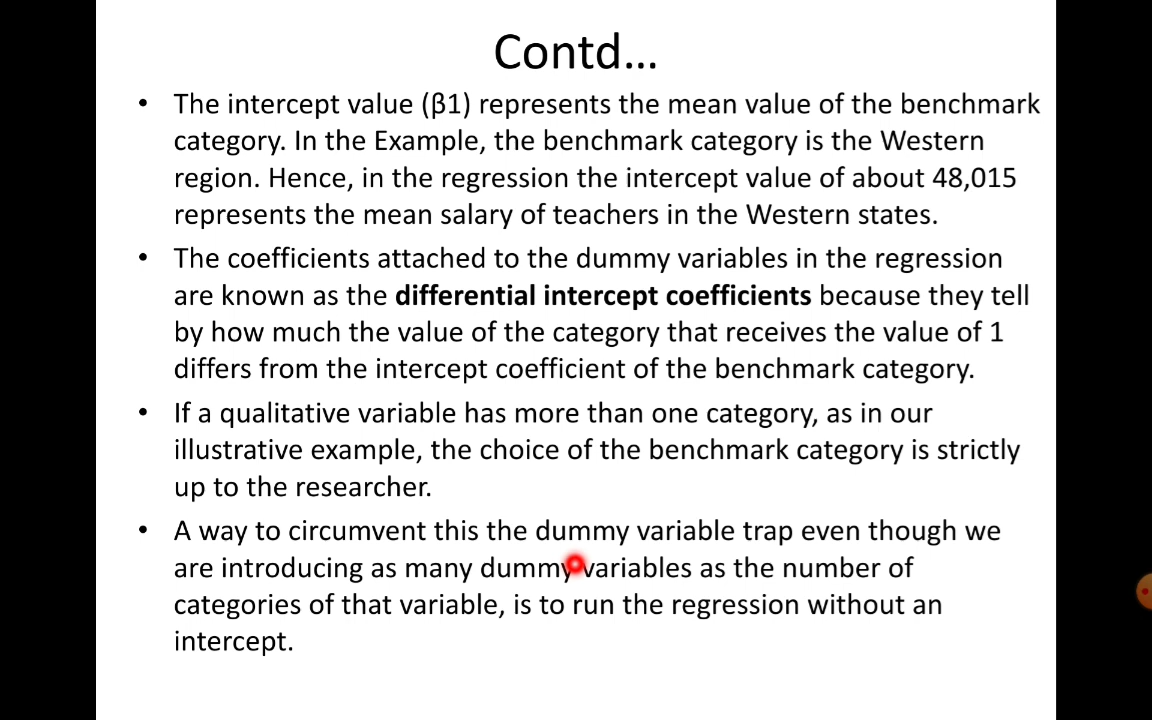 Contd...
• The intercept value (β1) represents the mean value of the benchmark
category. In the Example, the benchmark category is the Western
region. Hence, in the regression the intercept value of about 48,015
represents the mean salary of teachers in the Western states.
• The coefficients attached to the dummy variables in the regression
are known as the differential intercept coefficients because they tell
by how much the value of the category that receives the value of 1
differs from the intercept coefficient of the benchmark category.
• If a qualitative variable has more than one category, as in our
illustrative example, the choice of the benchmark category is strictly
up to the researcher.
• A way to circumvent this the dummy variable trap even though we
are introducing as many dummy variables as the number of
categories of that variable, is to run the regression without an
intercept.